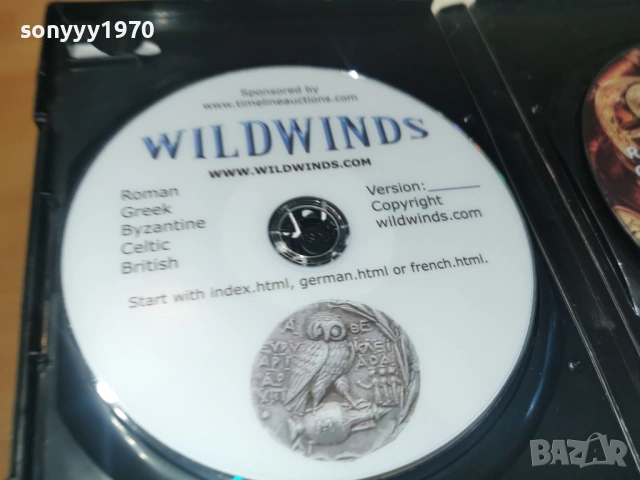 sonyyy1970
Sponsored by
www.timelineauctions.com
WILDWINDS
WWW.WILDWINDS.COM
Roman
Greek
Byzantine
Celtic
British
Version:______
Copyright
wildwinds.com
Start with index.html, german.html or french.html.
Α ΘΕ
BAZAR